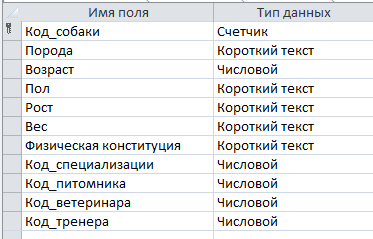 Имя поля Тип данных
Код_собаки Счетчик
Порода Короткий текст
Возраст Числовой
Пол Короткий текст
Рост Короткий текст
Вес Короткий текст
Физическая конституция Короткий текст
Код_специализации Числовой
Код_питомника Числовой
Код_ветеринара Числовой
Код_тренера Числовой